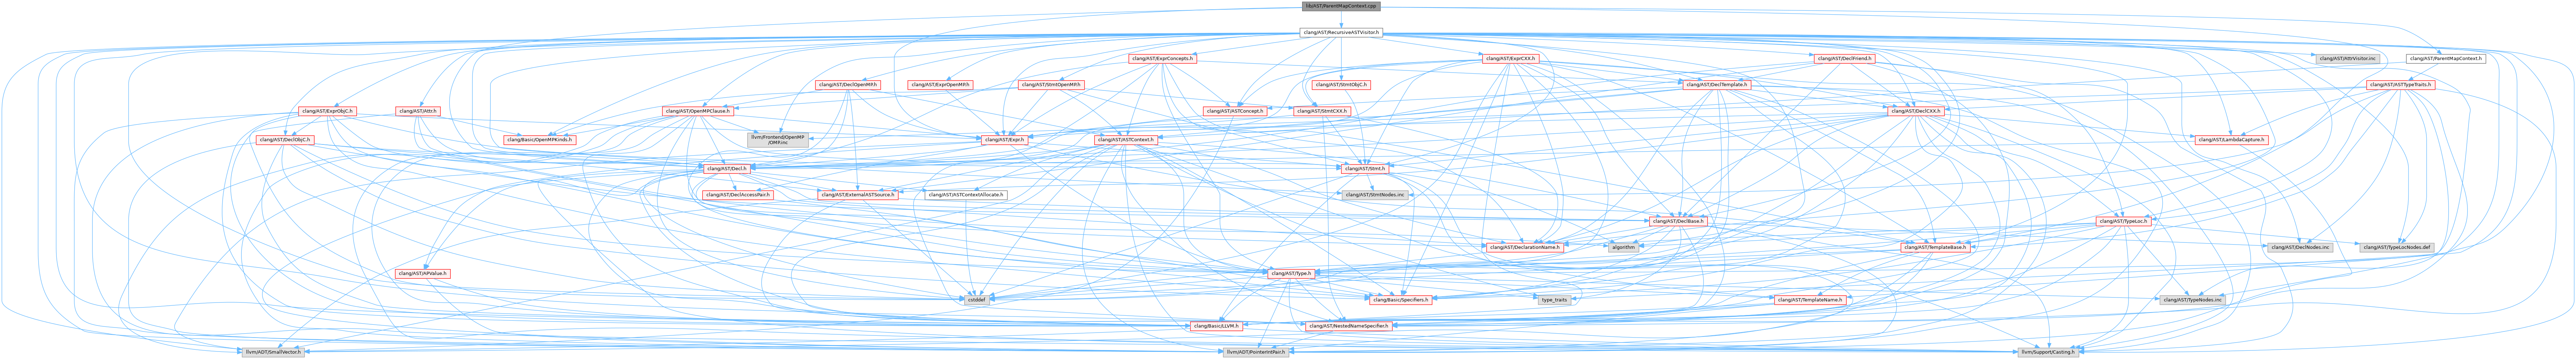 lib/AST/ParentMapContext.cpp
clang/AST/RecursiveASTVisitor.h
clang/AST/ExprConcepts.h
clang/AST/ExprCXX.h
clang/AST/DeclFriend.h
clang/AST/AttrVisitor.inc
clang/AST/ParentMapContext.h
clang/AST/DeclOpenMP.h
clang/AST/ExprOpenMP.h
clang/AST/StmtOpenMP.h
clang/AST/StmtObjC.h
clang/AST/DeclTemplate.h
clang/AST/ASTTypeTraits.h
clang/AST/ExprObjC.h
clang/AST/Attr.h
clang/AST/OpenMPClause.h
clang/AST/ASTConcept.h
clang/AST/StmtCXX.h
clang/AST/DeclCXX.h
clang/AST/DeclObjC.h
clang/Basic/OpenMPKinds.h
llvm/Frontend/OpenMP
/OMP.inc
clang/AST/Expr.h
clang/AST/ASTContext.h
clang/AST/LambdaCapture.h
clang/AST/Decl.h
clang/AST/Stmt.h
clang/AST/DeclAccessPair.h
clang/AST/ExternalASTSource.h
clang/AST/ASTContextAllocate.h
clang/AST/StmtNodes.inc
clang/AST/DeclBase.h
clang/AST/TypeLoc.h
clang/AST/DeclarationName.h
algorithm
clang/AST/TemplateBase.h
clang/AST/DeclNodes.inc
clang/AST/TypeLocNodes.def
clang/AST/APValue.h
clang/AST/Type.h
cstddef
clang/Basic/Specifiers.h
type_traits
clang/AST/TemplateName.h
clang/AST/TypeNodes.inc
clang/Basic/LLVM.h
clang/AST/NestedNameSpecifier.h
llvm/ADT/SmallVector.h
llvm/ADT/PointerIntPair.h
llvm/Support/Casting.h